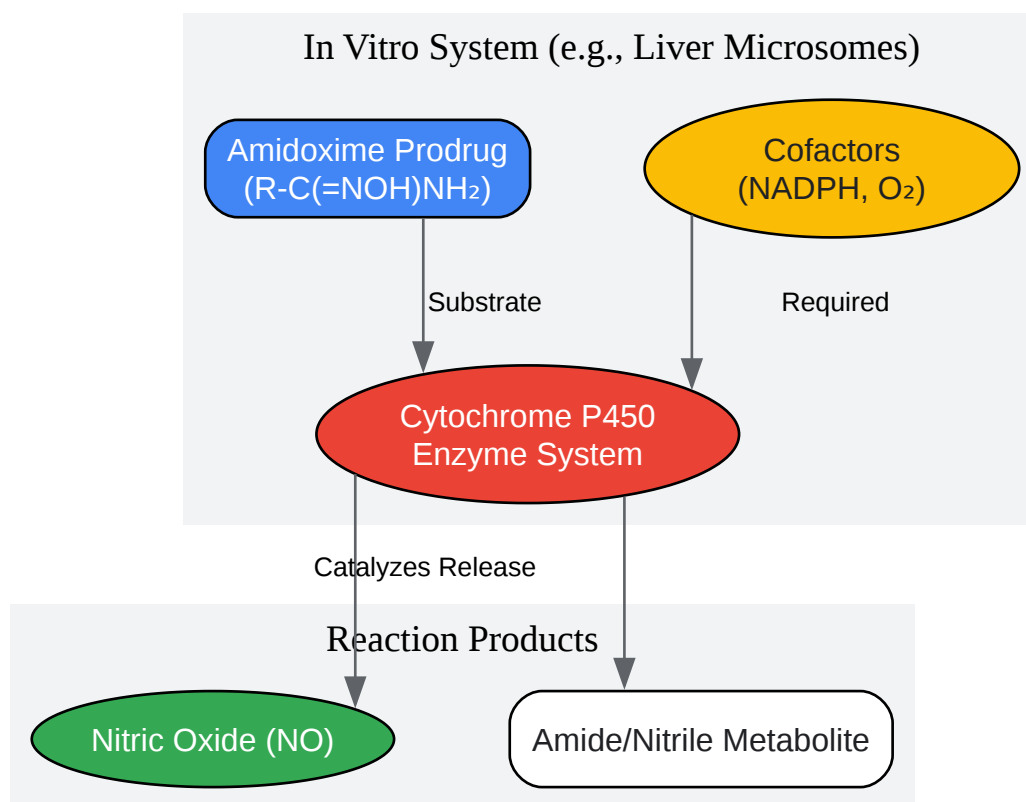 In Vitro System (e.g., Liver Microsomes)
Amidoxime Prodrug
(R-C(=NOH)NH₂)
Cofactors
(NADPH, O₂)
Substrate
Required
Cytochrome P450
Enzyme System
Catalyzes Release
Reaction Products
Nitric Oxide (NO)
Amide/Nitrile Metabolite